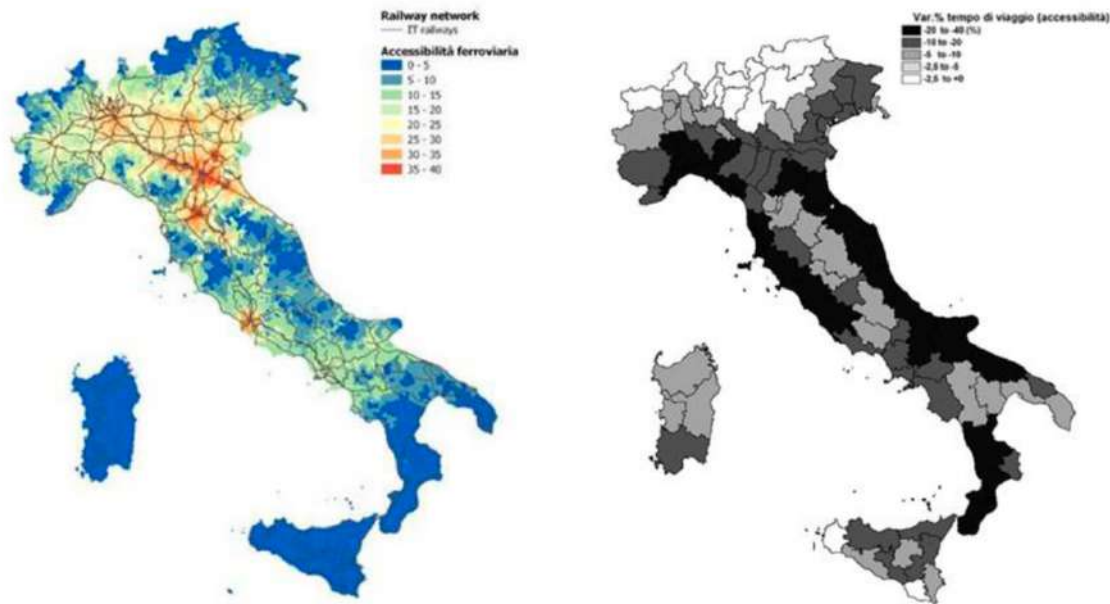 Railway network
IT railways
Accessibilità ferroviaria
0 - 5
5 - 10
10 - 15
15 - 20
20 - 25
25 - 30
30 - 35
35 - 40
Var.% tempo di viaggio (accessibilità)
-20 to -40 (%)
-10 to -20
-5 to -10
-2,5 to -5
-2,5 to +0